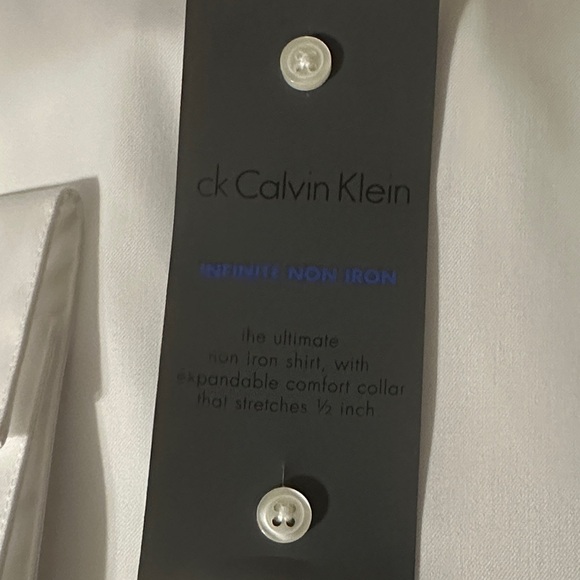 ck Calvin Klein
INFINITE NON IRON
the ultimate
non iron shirt, with
expandable comfort collar
that stretches ½ inch